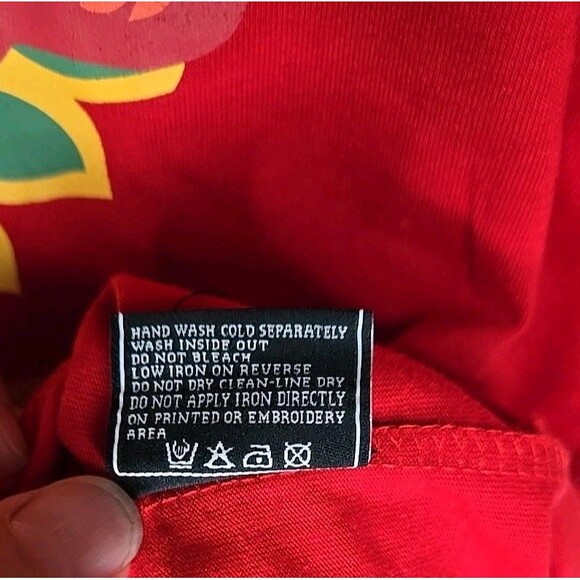 HAND WASH COLD SEPARATELY
WASH INSIDE OUT
DO NOT BLEACH
LOW IRON ON REVERSE
DO NOT DRY CLEAN-LINE DRY
DO NOT APPLY IRON DIRECTLY
ON PRINTED OR EMBROIDERY
AREA